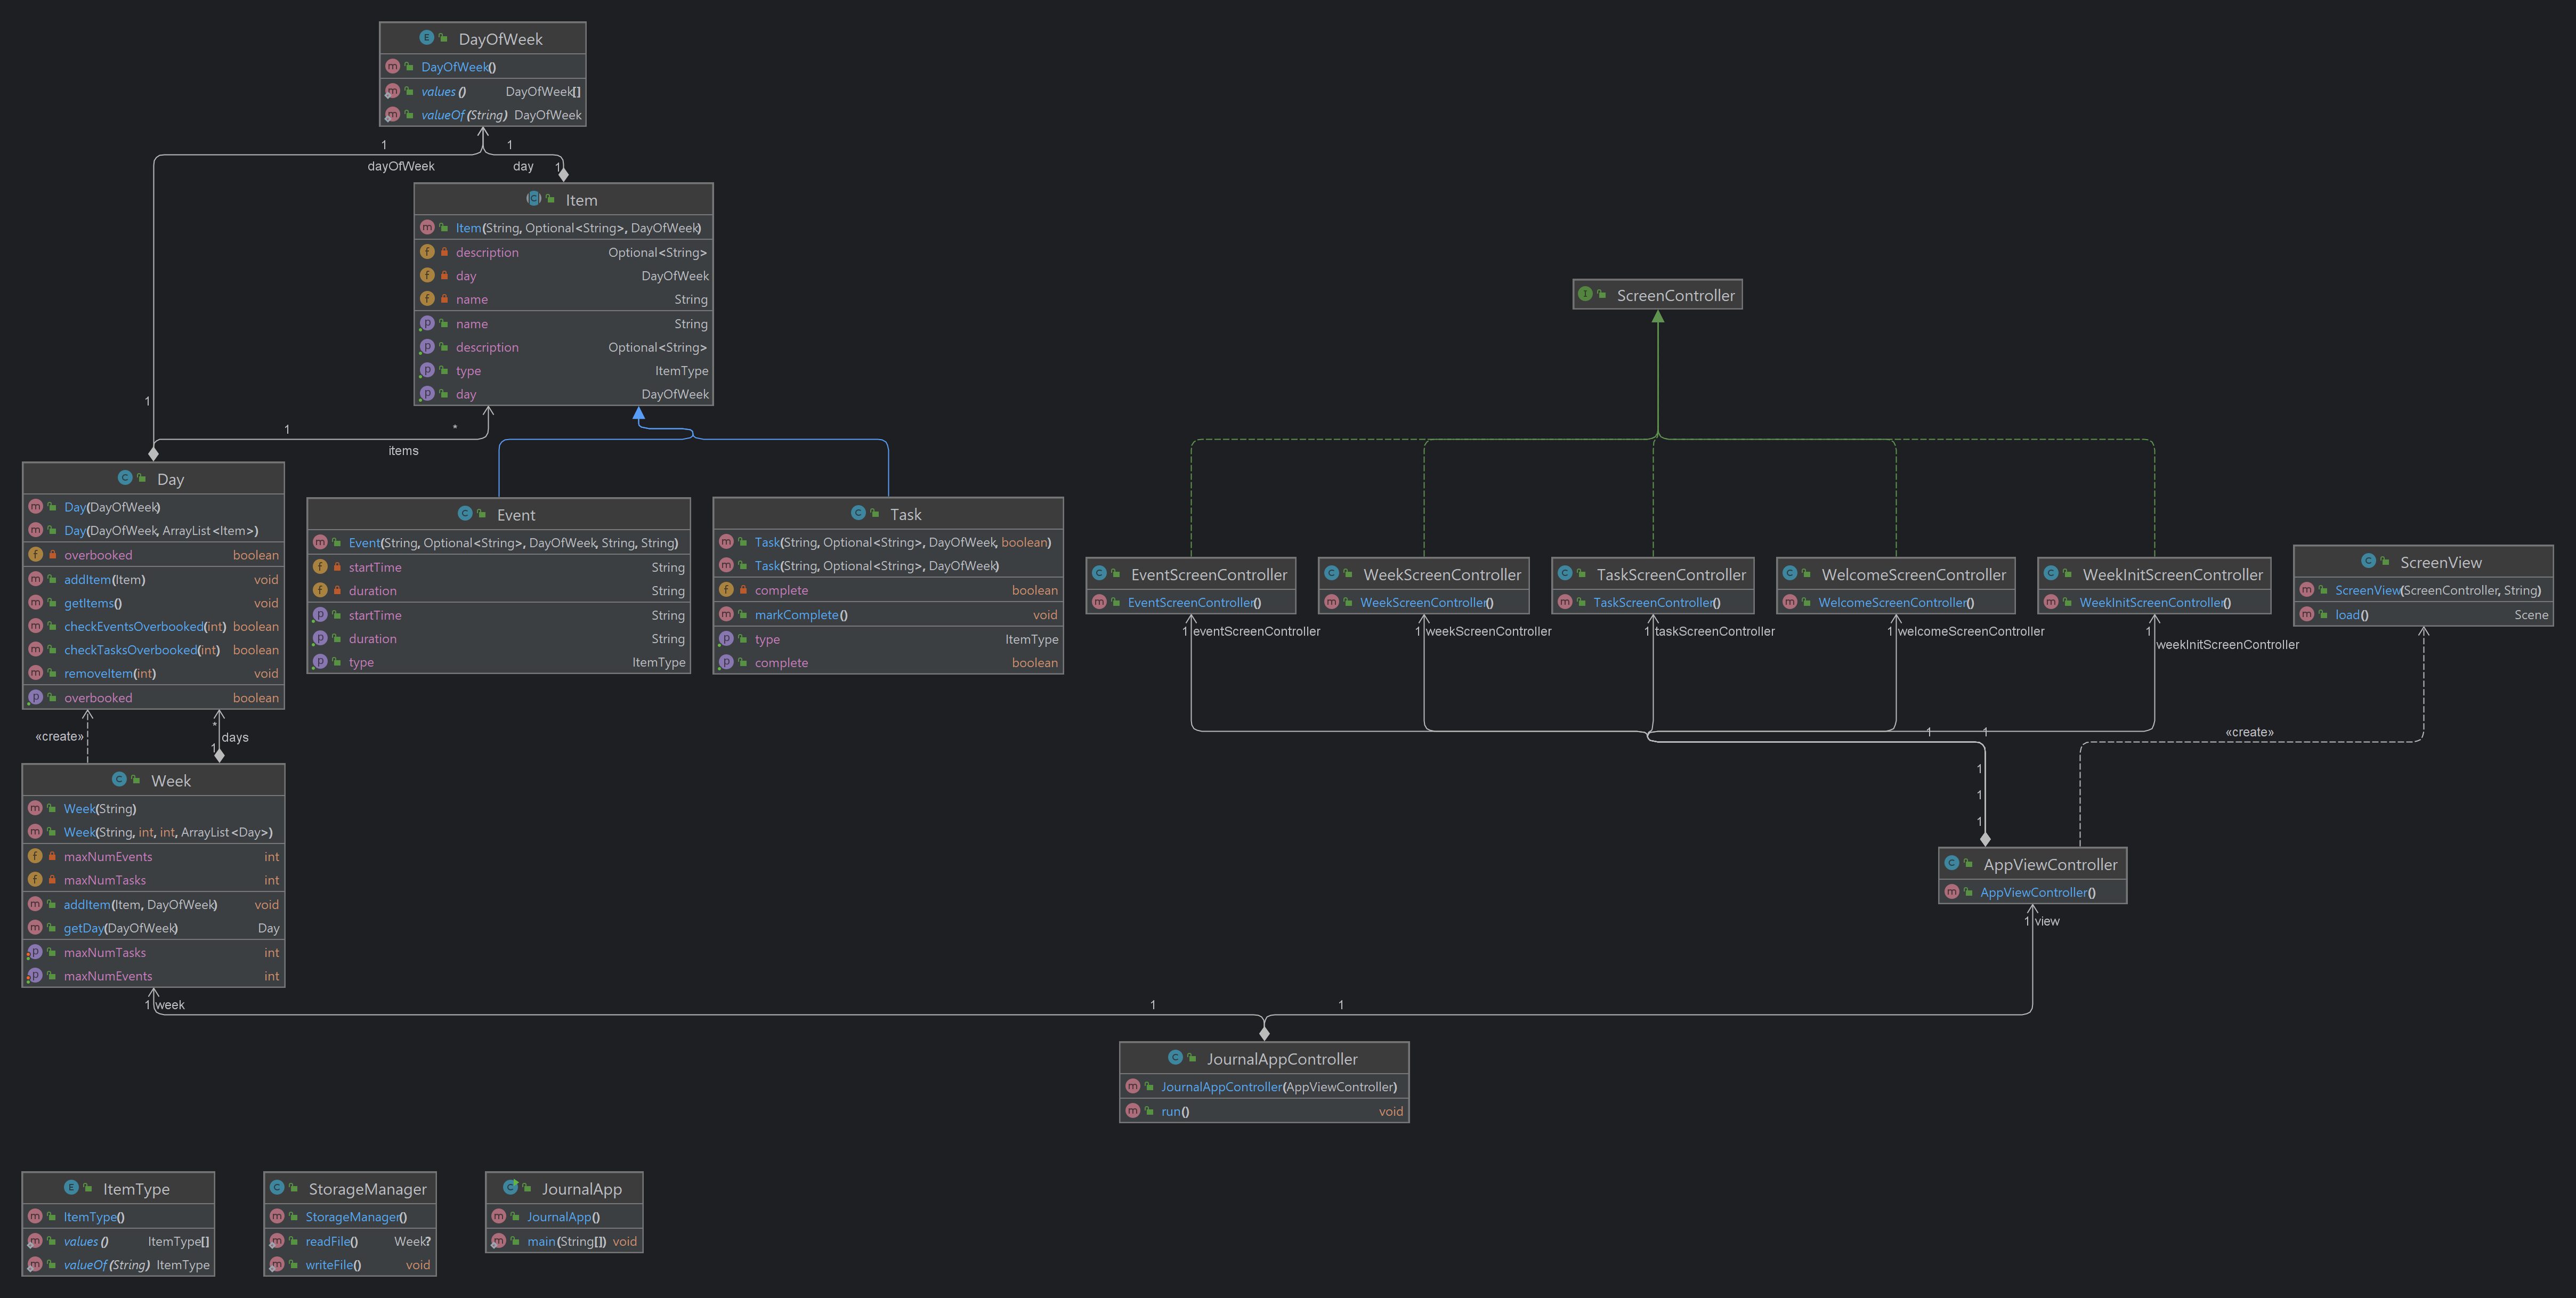 DayOfWeek
DayOfWeek()
values() DayOfWeek[]
valueOf(String) DayOfWeek
1
1
dayOfWeek
day
1
Item
Item(String, Optional<String>, DayOfWeek)
description Optional<String>
day DayOfWeek
name String
name String
description Optional<String>
type ItemType
day DayOfWeek
1
1
*
items
Day
Day(DayOfWeek)
Day(DayOfWeek, ArrayList<Item>)
overbooked boolean
addItem(Item) void
getItems() void
checkEventsOverbooked(int) boolean
checkTasksOverbooked(int) boolean
removeItem(int) void
overbooked boolean
Event
Event(String, Optional<String>, DayOfWeek, String, String)
startTime String
duration String
startTime String
duration String
type ItemType
Task
Task(String, Optional<String>, DayOfWeek, boolean)
Task(String, Optional<String>, DayOfWeek)
complete boolean
markComplete() void
type ItemType
complete boolean
ScreenController
EventScreenController
EventScreenController()
WeekScreenController
WeekScreenController()
TaskScreenController
TaskScreenController()
WelcomeScreenController
WelcomeScreenController()
WeekInitScreenController
WeekInitScreenController()
ScreenView
ScreenView(ScreenController, String)
load() Scene
1 eventScreenController
1 weekScreenController
1 taskScreenController
1 welcomeScreenController
1
weekInitScreenController
«create»
*
days
1
1
1
«create»
1
1
1
Week
Week(String)
Week(String, int, int, ArrayList<Day>)
maxNumEvents int
maxNumTasks int
addItem(Item, DayOfWeek) void
getDay(DayOfWeek) Day
maxNumTasks int
maxNumEvents int
AppViewController
AppViewController()
1 view
1 week
1
1
JournalAppController
JournalAppController(AppViewController)
run() void
ItemType
ItemType()
values() ItemType[]
valueOf(String) ItemType
StorageManager
StorageManager()
readFile() Week?
writeFile() void
JournalApp
JournalApp()
main(String[]) void